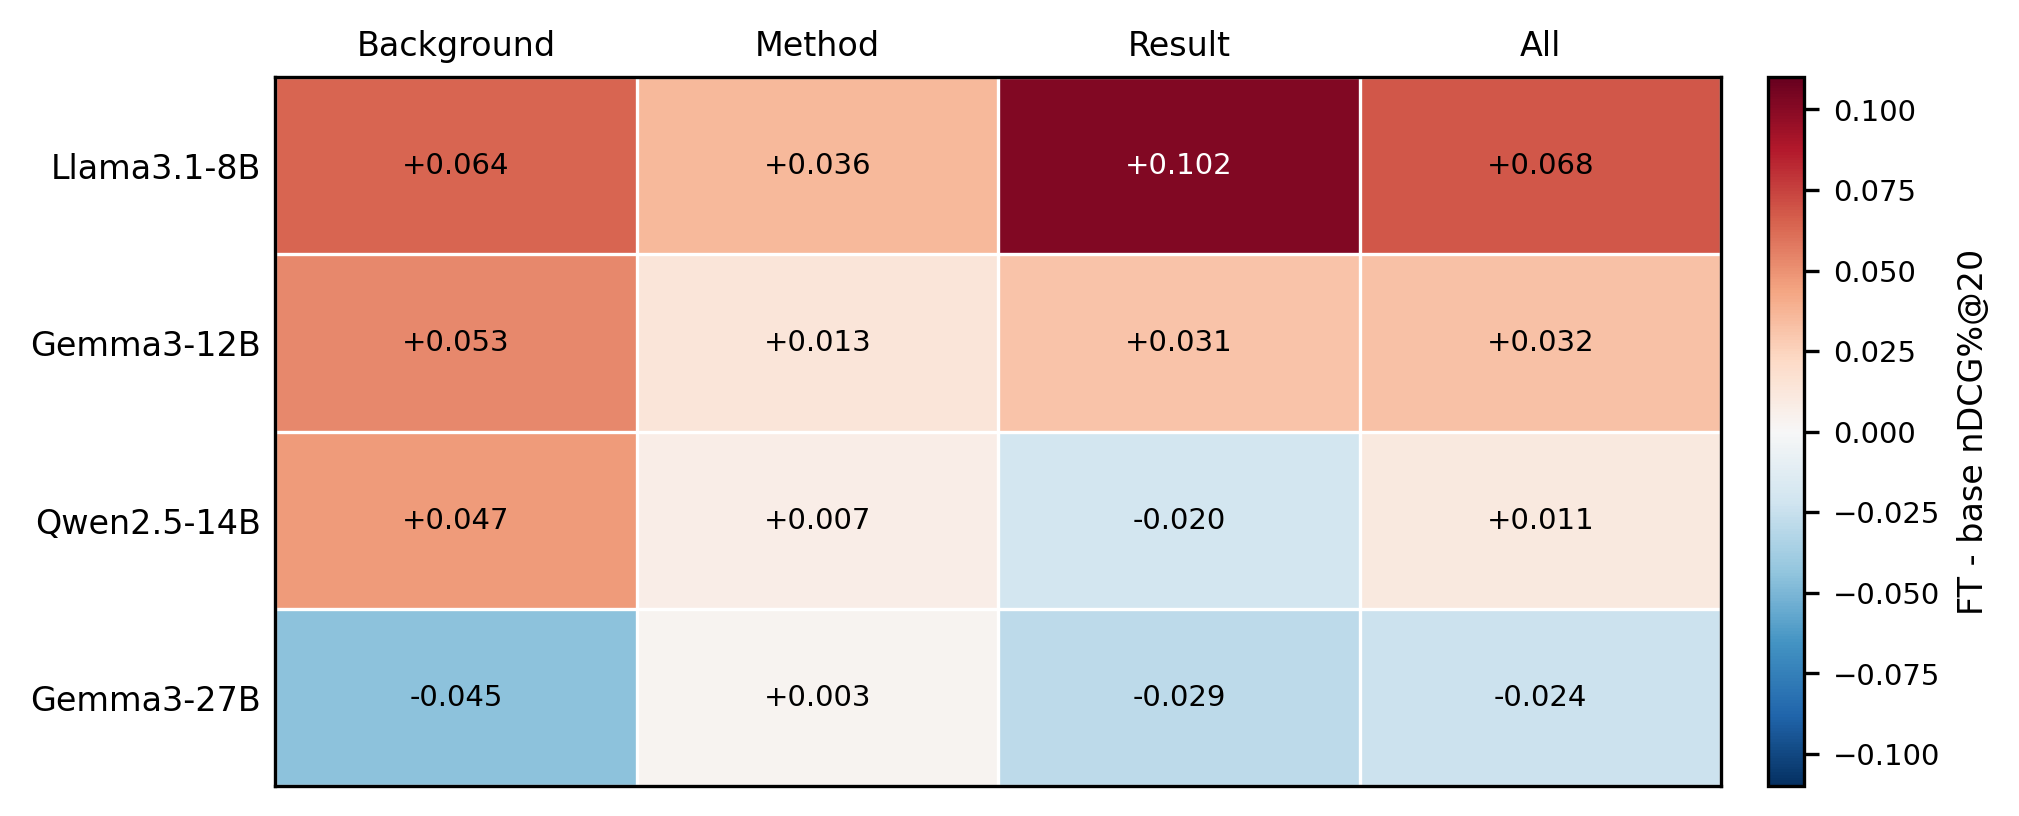 Background Method Result All
Llama3.1-8B +0.064 +0.036 +0.102 +0.068
Gemma3-12B +0.053 +0.013 +0.031 +0.032
Qwen2.5-14B +0.047 +0.007 -0.020 +0.011
Gemma3-27B -0.045 +0.003 -0.029 -0.024
0.100
0.075
0.050
0.025
0.000
−0.025
−0.050
−0.075
−0.100
FT - base nDCG%@20